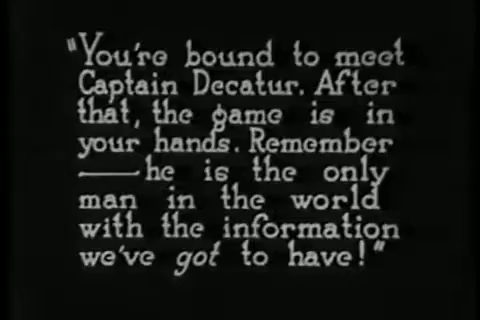 "You're bound to meet
Captain Decatur. After
that, the game is in
your hands. Remember
—he is the only
man in the world
with the information
we've got to have!"